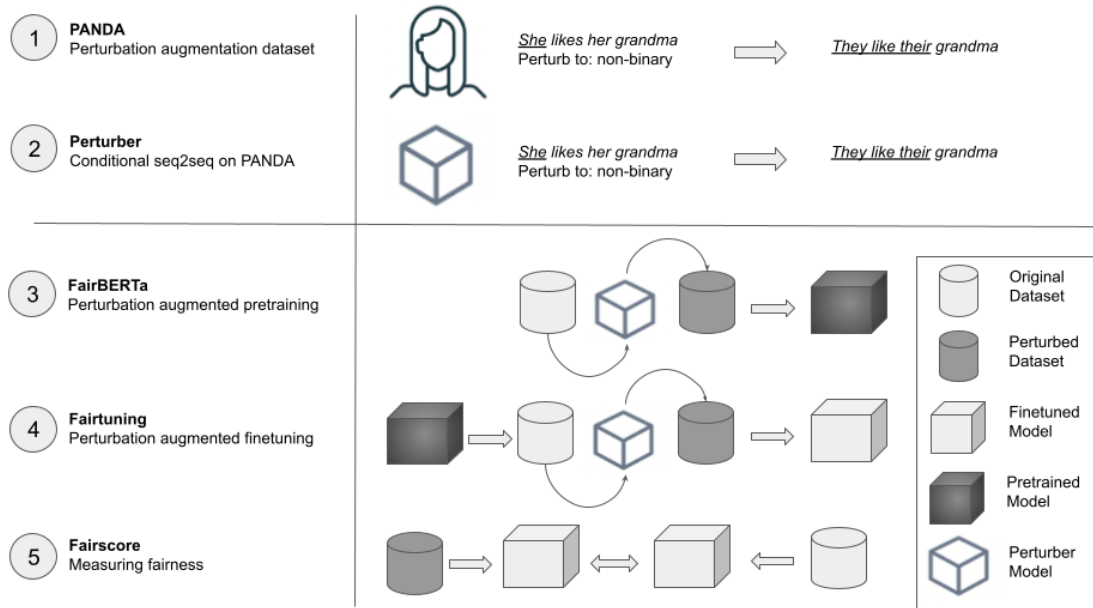 1
PANDA
Perturbation augmentation dataset
She likes her grandma
Perturb to: non-binary
They like their grandma
2
Perturber
Conditional seq2seq on PANDA
She likes her grandma
Perturb to: non-binary
They like their grandma
3
FairBERTa
Perturbation augmented pretraining
4
Fairtuning
Perturbation augmented finetuning
5
Fairscore
Measuring fairness
Original
Dataset
Perturbed
Dataset
Finetuned
Model
Pretrained
Model
Perturber
Model